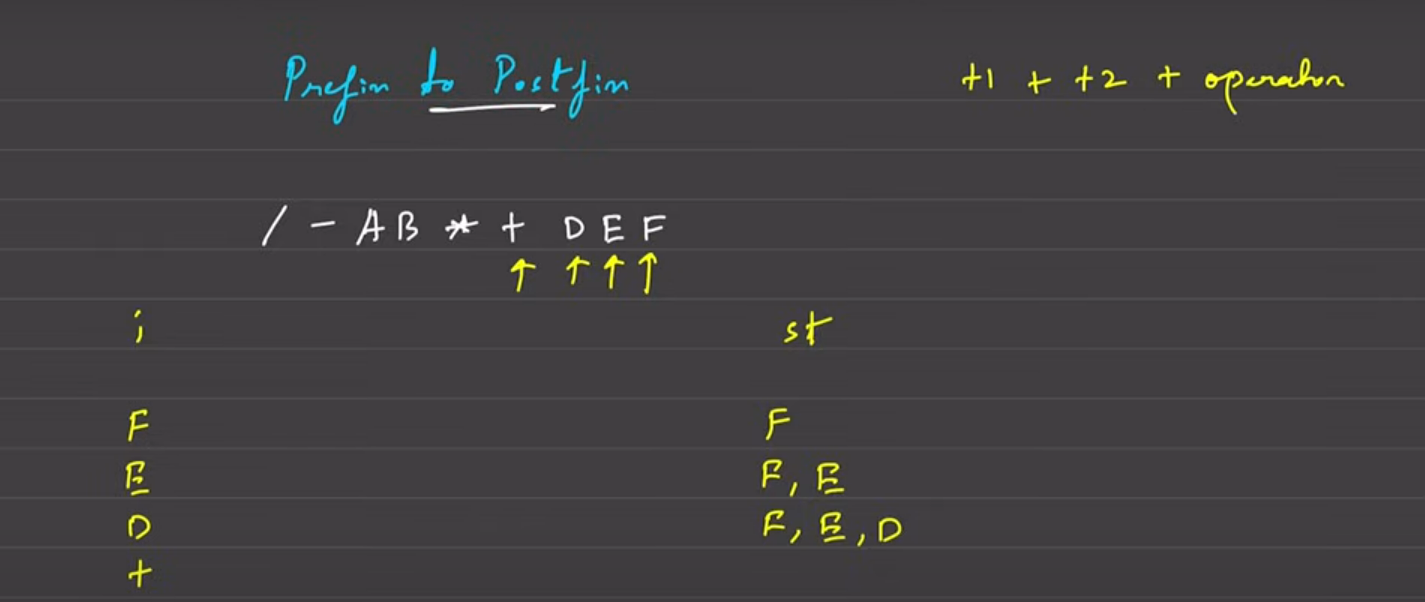 Prefix to Postfix
t1 + t2 + operator
/ - A B * + D E F
↑ ↑ ↑ ↑
i st
F F
E F, E
D F, E, D
+